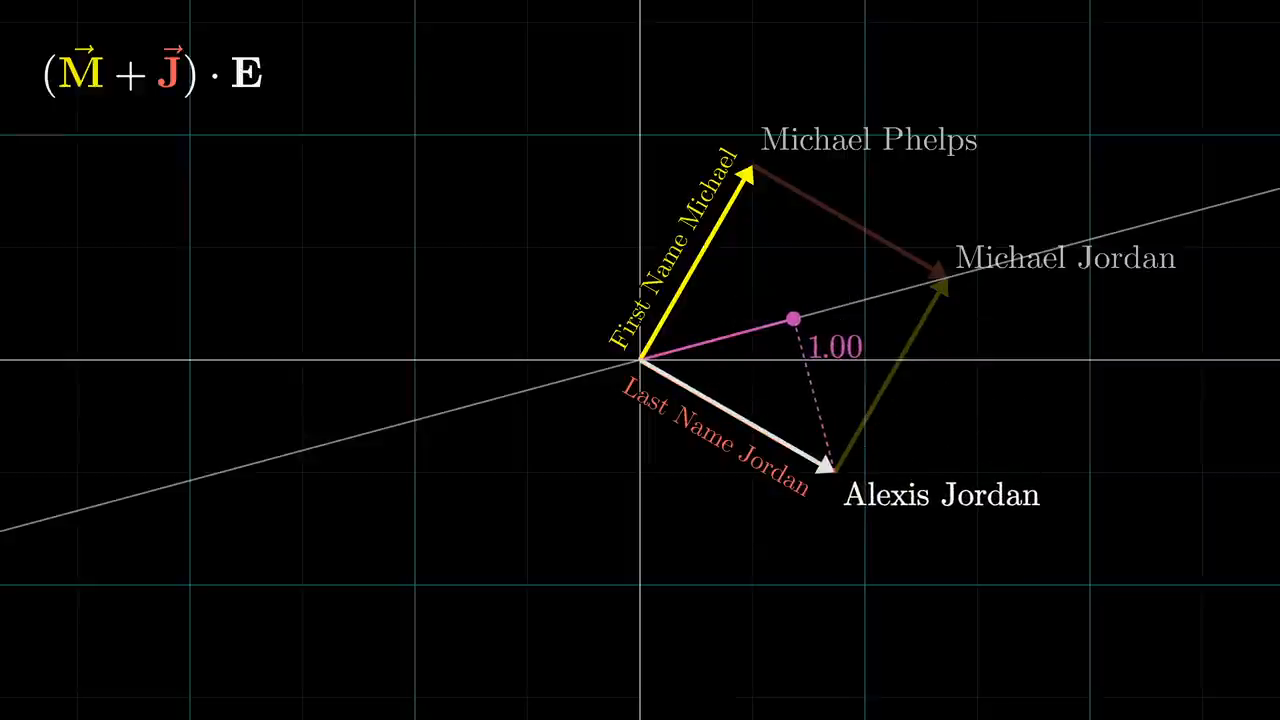 (M⃗ + J⃗) · E
Michael Phelps
First Name Michael
Michael Jordan
1.00
Last Name Jordan
Alexis Jordan